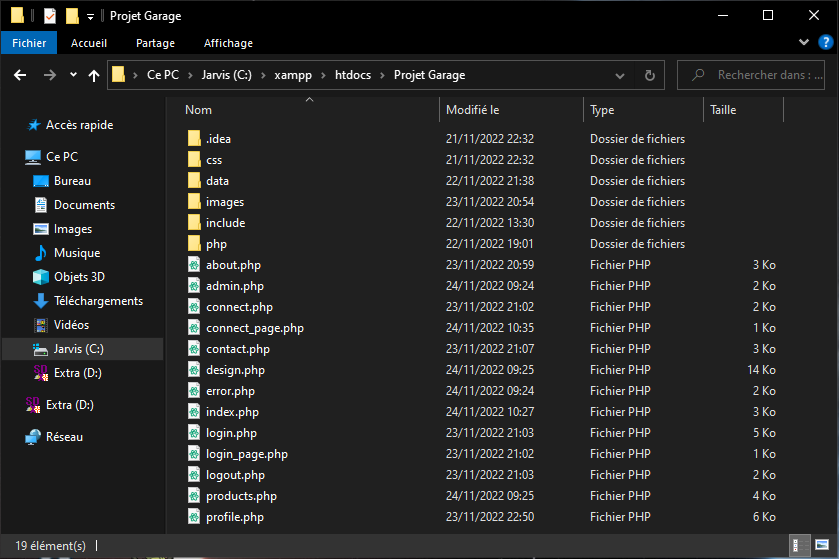 Projet Garage
Fichier Accueil Partage Affichage ?
Ce PC > Jarvis (C:) > xampp > htdocs > Projet Garage Rechercher dans : ...
Nom Modifié le Type Taille
Accès rapide
Ce PC
Bureau
Documents
Images
Musique
Objets 3D
Téléchargements
Vidéos
Jarvis (C:)
Extra (D:)
Extra (D:)
Réseau
.idea 21/11/2022 22:32 Dossier de fichiers
css 21/11/2022 22:32 Dossier de fichiers
data 22/11/2022 21:38 Dossier de fichiers
images 23/11/2022 20:54 Dossier de fichiers
include 22/11/2022 13:30 Dossier de fichiers
php 22/11/2022 19:01 Dossier de fichiers
about.php 23/11/2022 20:59 Fichier PHP 3 Ko
admin.php 24/11/2022 09:24 Fichier PHP 2 Ko
connect.php 23/11/2022 21:02 Fichier PHP 2 Ko
connect_page.php 24/11/2022 10:35 Fichier PHP 1 Ko
contact.php 23/11/2022 21:07 Fichier PHP 3 Ko
design.php 24/11/2022 09:25 Fichier PHP 14 Ko
error.php 24/11/2022 09:24 Fichier PHP 2 Ko
index.php 24/11/2022 10:27 Fichier PHP 3 Ko
login.php 23/11/2022 21:03 Fichier PHP 5 Ko
login_page.php 23/11/2022 21:02 Fichier PHP 1 Ko
logout.php 23/11/2022 21:03 Fichier PHP 2 Ko
products.php 24/11/2022 09:25 Fichier PHP 4 Ko
profile.php 23/11/2022 22:50 Fichier PHP 6 Ko
19 élément(s)